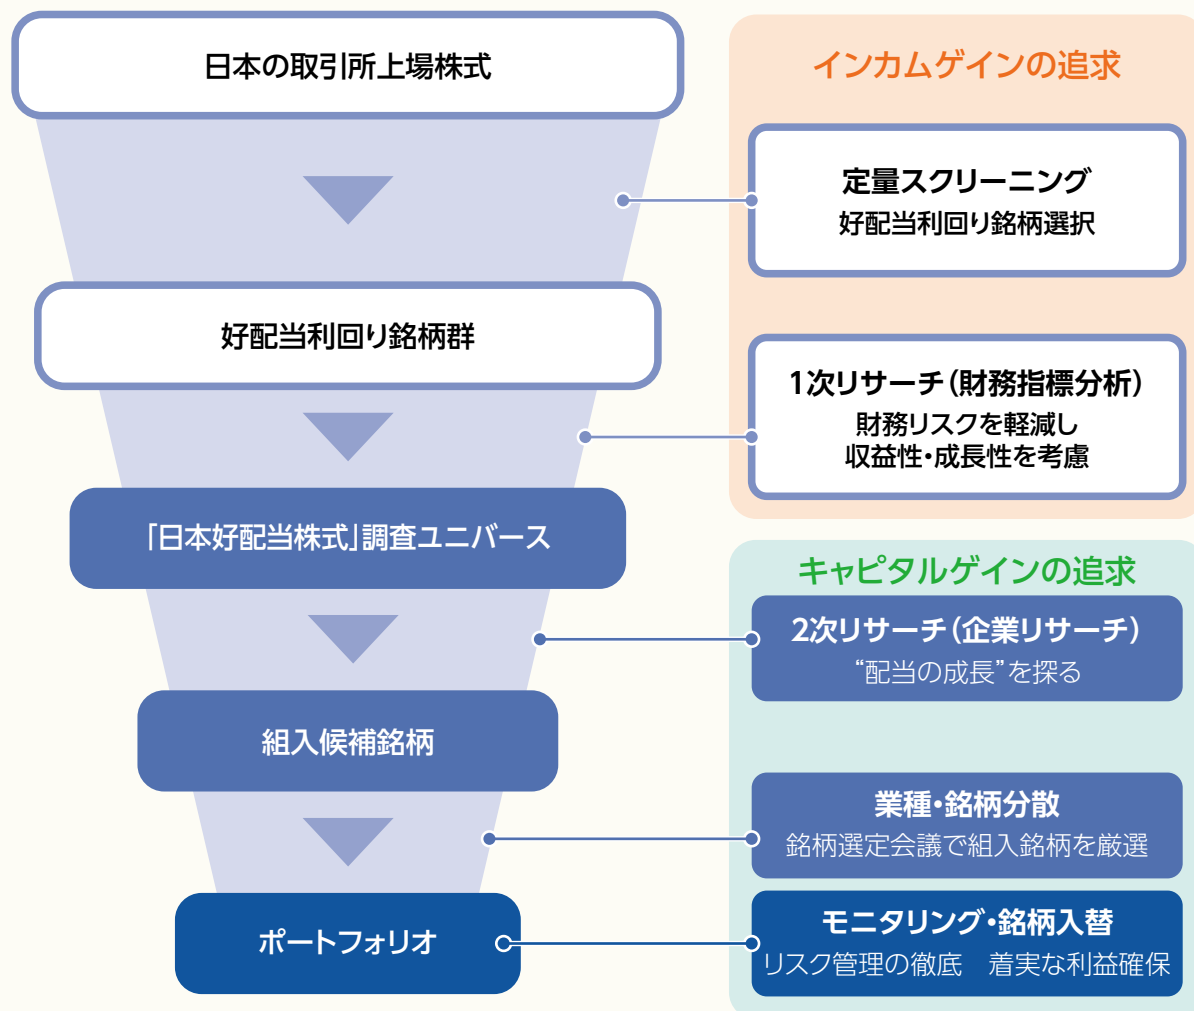 日本の取引所上場株式
好配当利回り銘柄群
「日本好配当株式」調査ユニバース
組入候補銘柄
ポートフォリオ
インカムゲインの追求
定量スクリーニング
好配当利回り銘柄選択
1次リサーチ（財務指標分析）
財務リスクを軽減し
収益性・成長性を考慮
キャピタルゲインの追求
2次リサーチ（企業リサーチ）
“配当の成長”を探る
業種・銘柄分散
銘柄選定会議で組入銘柄を厳選
モニタリング・銘柄入替
リスク管理の徹底　着実な利益確保